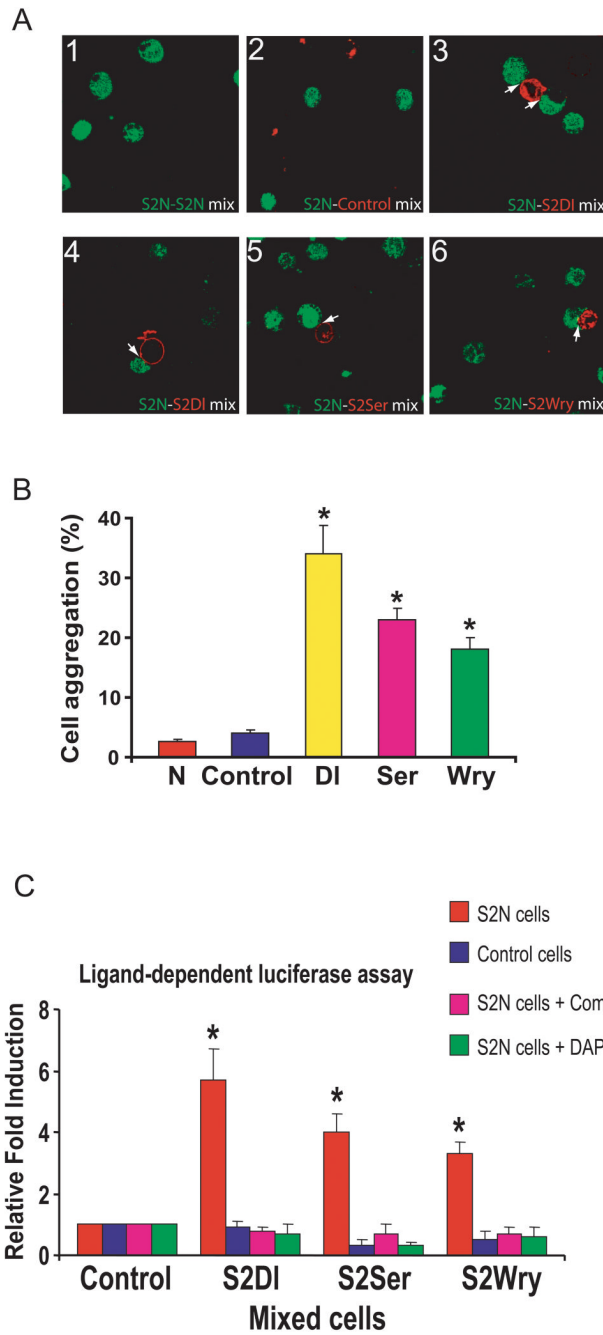 A
1
2
3
S2N-S2N mix
S2N-Control mix
S2N-S2Dl mix
4
5
6
S2N-S2Dl mix
S2N-S2Ser mix
S2N-S2Wry mix
B
Cell aggregation (%)
40
30
20
10
0
*
*
*
N
Control
Dl
Ser
Wry
C
S2N cells
Control cells
S2N cells + Com
S2N cells + DAP
Ligand-dependent luciferase assay
Relative Fold Induction
8
6
4
2
0
*
*
*
Control
S2Dl
S2Ser
S2Wry
Mixed cells